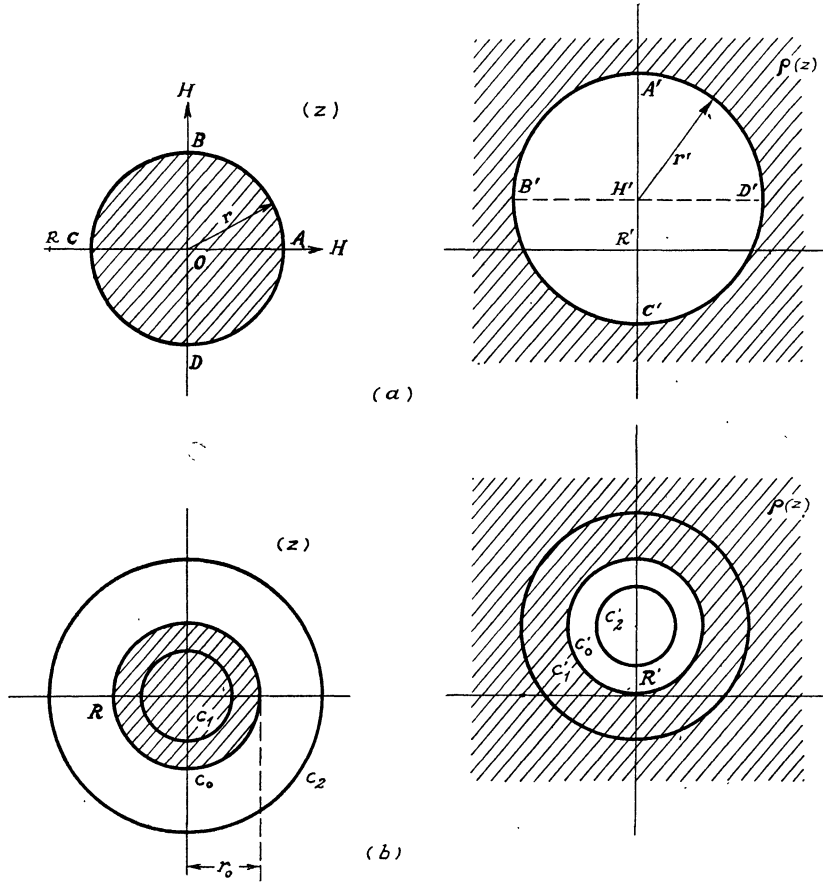 H
(z)
B
r
R C
A
O
H
D
ρ(z)
A'
r'
B'
H'
D'
R'
C'
(a)
(z)
R
C₁
C₀
C₂
r₀
ρ(z)
C'₂
C'₀
C'₁
R'
(b)